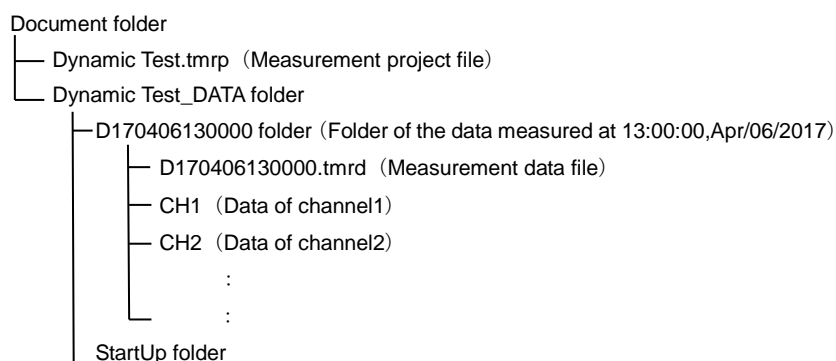 Document folder
Dynamic Test.tmrp（Measurement project file）
Dynamic Test_DATA folder
D170406130000 folder（Folder of the data measured at 13:00:00,Apr/06/2017）
D170406130000.tmrd（Measurement data file）
CH1（Data of channel1）
CH2（Data of channel2）
：
：
StartUp folder